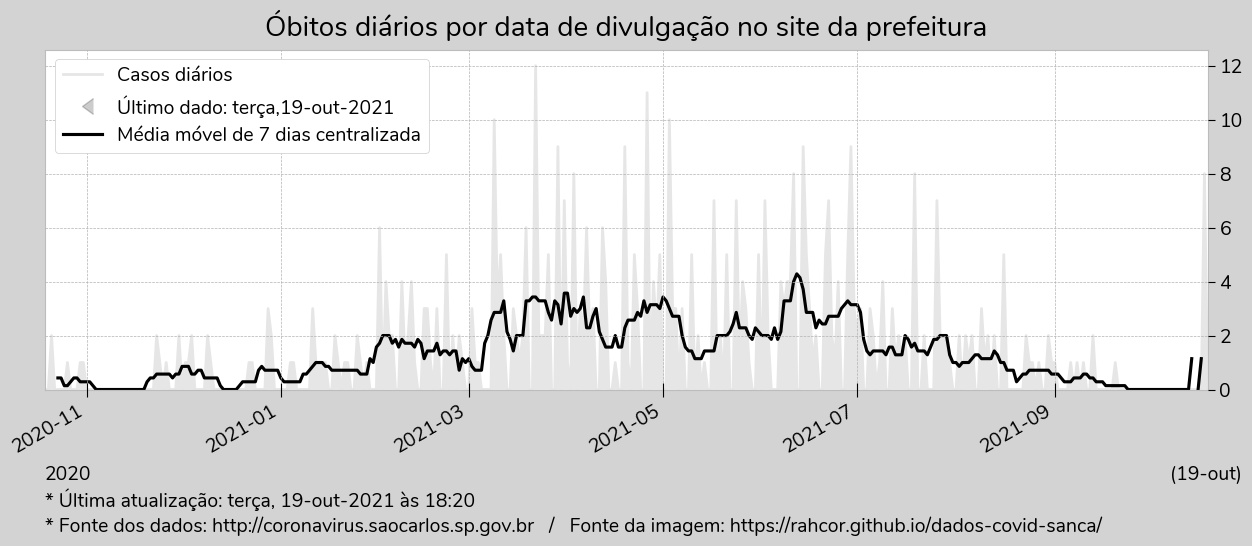 Óbitos diários por data de divulgação no site da prefeitura
Casos diários
Último dado: terça,19-out-2021
Média móvel de 7 dias centralizada
12
10
8
6
4
2
0
2020-11
2021-01
2021-03
2021-05
2021-07
2021-09
2020
(19-out)
* Última atualização: terça, 19-out-2021 às 18:20
* Fonte dos dados: http://coronavirus.saocarlos.sp.gov.br / Fonte da imagem: https://rahcor.github.io/dados-covid-sanca/